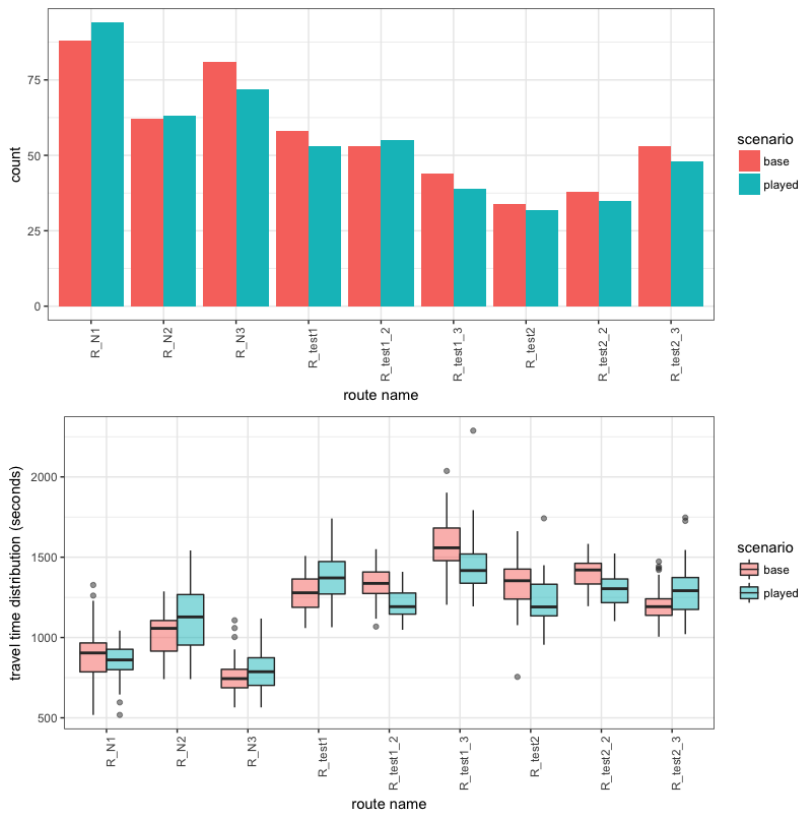 count
75
50
25
0
R_N1
R_N2
R_N3
R_test1
R_test1_2
R_test1_3
R_test2
R_test2_2
R_test2_3
route name
scenario
base
played
travel time distribution (seconds)
2000
1500
1000
500
R_N1
R_N2
R_N3
R_test1
R_test1_2
R_test1_3
R_test2
R_test2_2
R_test2_3
route name
scenario
base
played